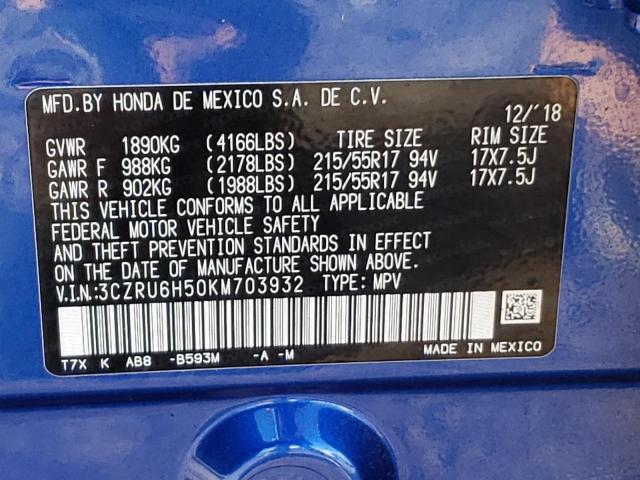 MFD.BY HONDA DE MEXICO S.A. DE C.V.
12/'18
GVWR 1890KG (4166LBS) TIRE SIZE RIM SIZE
GAWR F 988KG (2178LBS) 215/55R17 94V 17X7.5J
GAWR R 902KG (1988LBS) 215/55R17 94V 17X7.5J
THIS VEHICLE CONFORMS TO ALL APPLICABLE
FEDERAL MOTOR VEHICLE SAFETY
AND THEFT PREVENTION STANDARDS IN EFFECT
ON THE DATE OF MANUFACTURE SHOWN ABOVE.
V.I.N.:3CZRU6H50KM703932 TYPE: MPV
T7X K AB8 -B593M -A -M MADE IN MEXICO